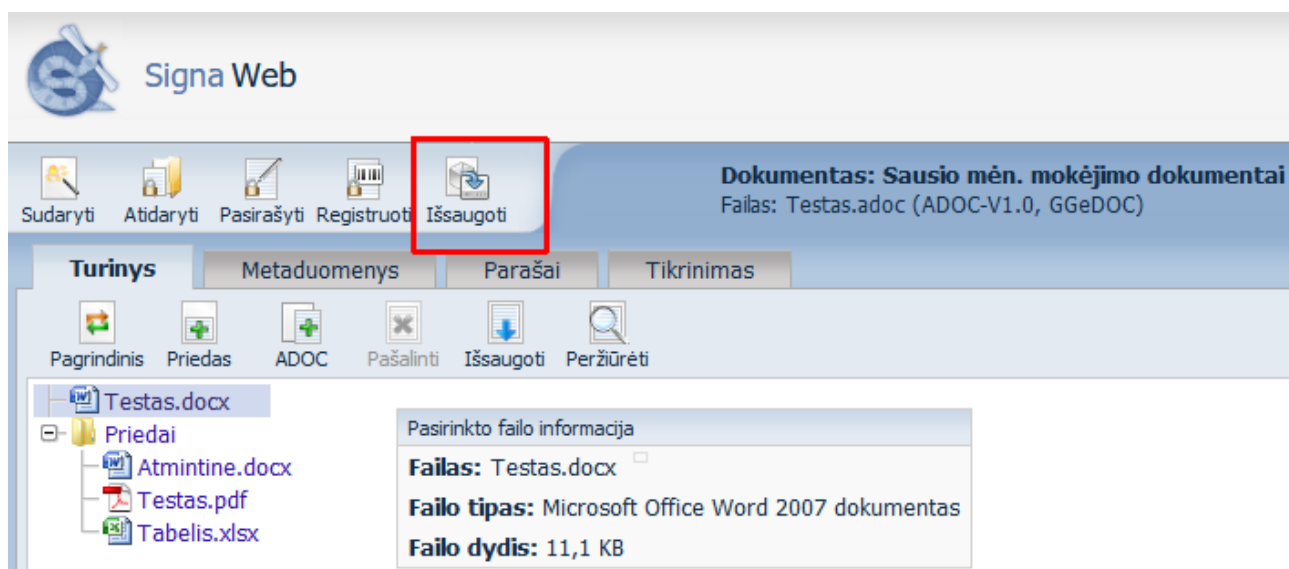 Signa Web
Sudaryti Atidaryti Pasirašyti Registruoti Išsaugoti
Dokumentas: Sausio mėn. mokėjimo dokumentai
Failas: Testas.adoc (ADOC-V1.0, GGeDOC)
Turinys Metaduomenys Parašai Tikrinimas
Pagrindinis Priedas ADOC Pašalinti Išsaugoti Peržiūrėti
Testas.docx
Priedai
Atmintine.docx
Testas.pdf
Tabelis.xlsx
Pasirinkto failo informacija
Failas: Testas.docx
Failo tipas: Microsoft Office Word 2007 dokumentas
Failo dydis: 11,1 KB